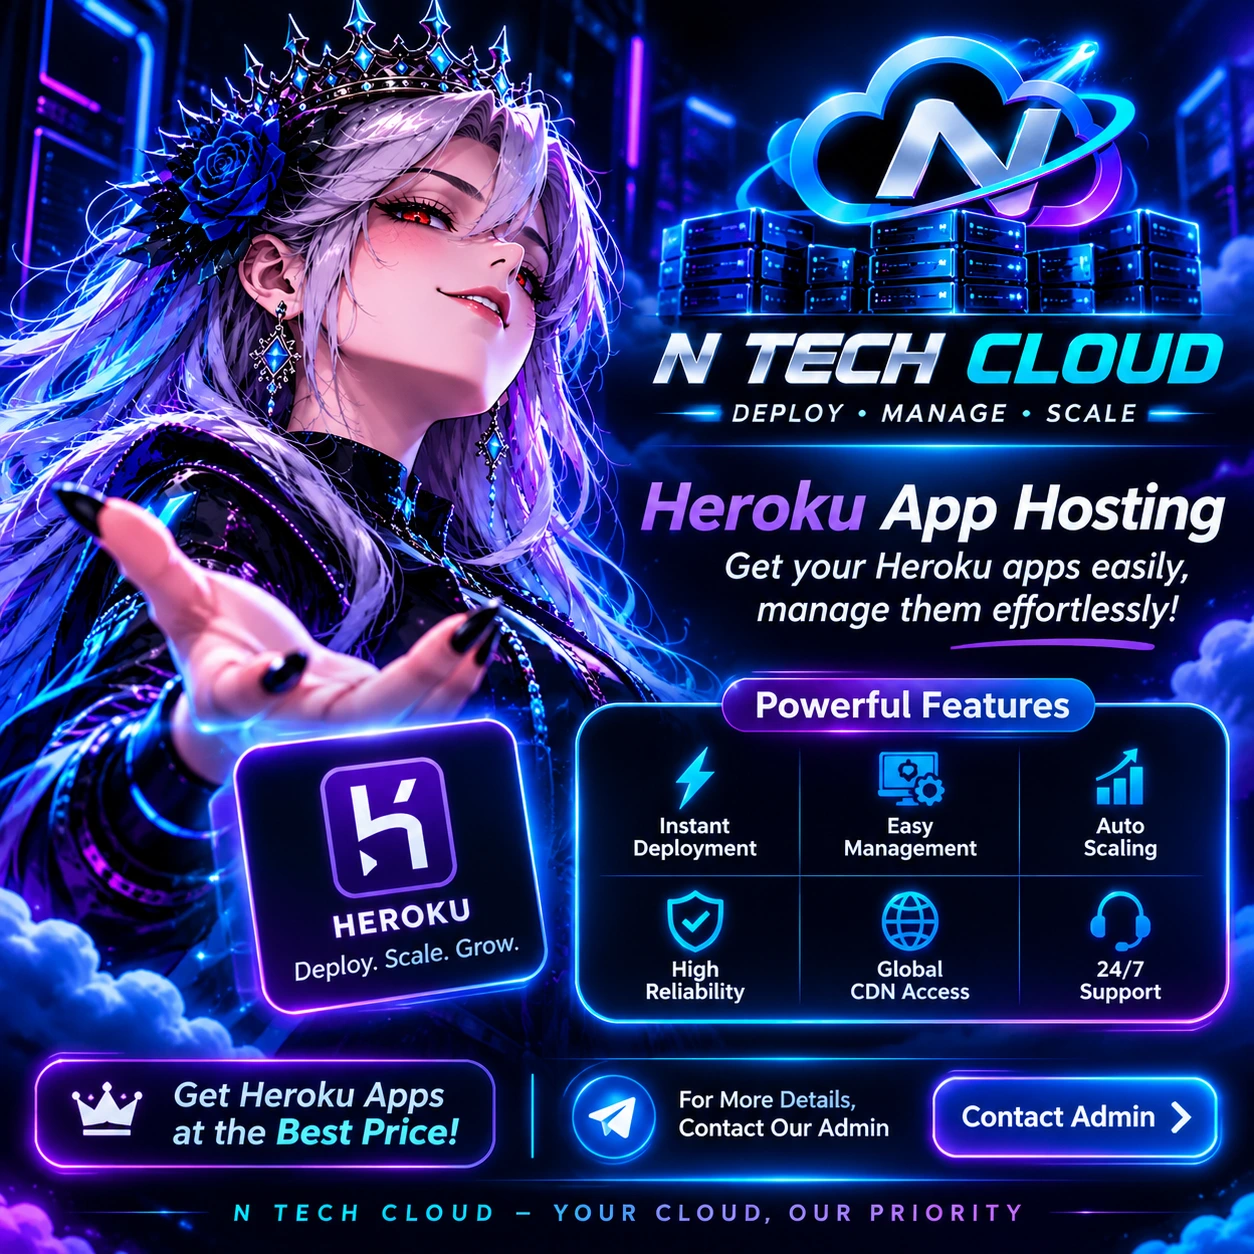 N
N TECH CLOUD
DEPLOY • MANAGE • SCALE
Heroku App Hosting
Get your Heroku apps easily,
manage them effortlessly!
Powerful Features
Instant
Deployment
Easy
Management
Auto
Scaling
High
Reliability
Global
CDN Access
24/7
Support
HEROKU
Deploy. Scale. Grow.
Get Heroku Apps
at the Best Price!
For More Details,
Contact Our Admin
Contact Admin
N TECH CLOUD – YOUR CLOUD, OUR PRIORITY